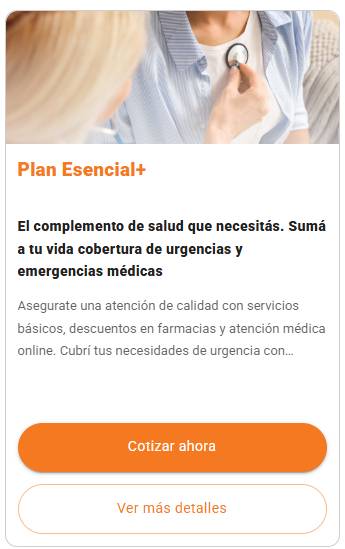 Plan Esencial+
El complemento de salud que necesitás. Sumá
a tu vida cobertura de urgencias y
emergencias médicas
Asegurate una atención de calidad con servicios
básicos, descuentos en farmacias y atención médica
online. Cubrí tus necesidades de urgencia con...
Cotizar ahora
Ver más detalles